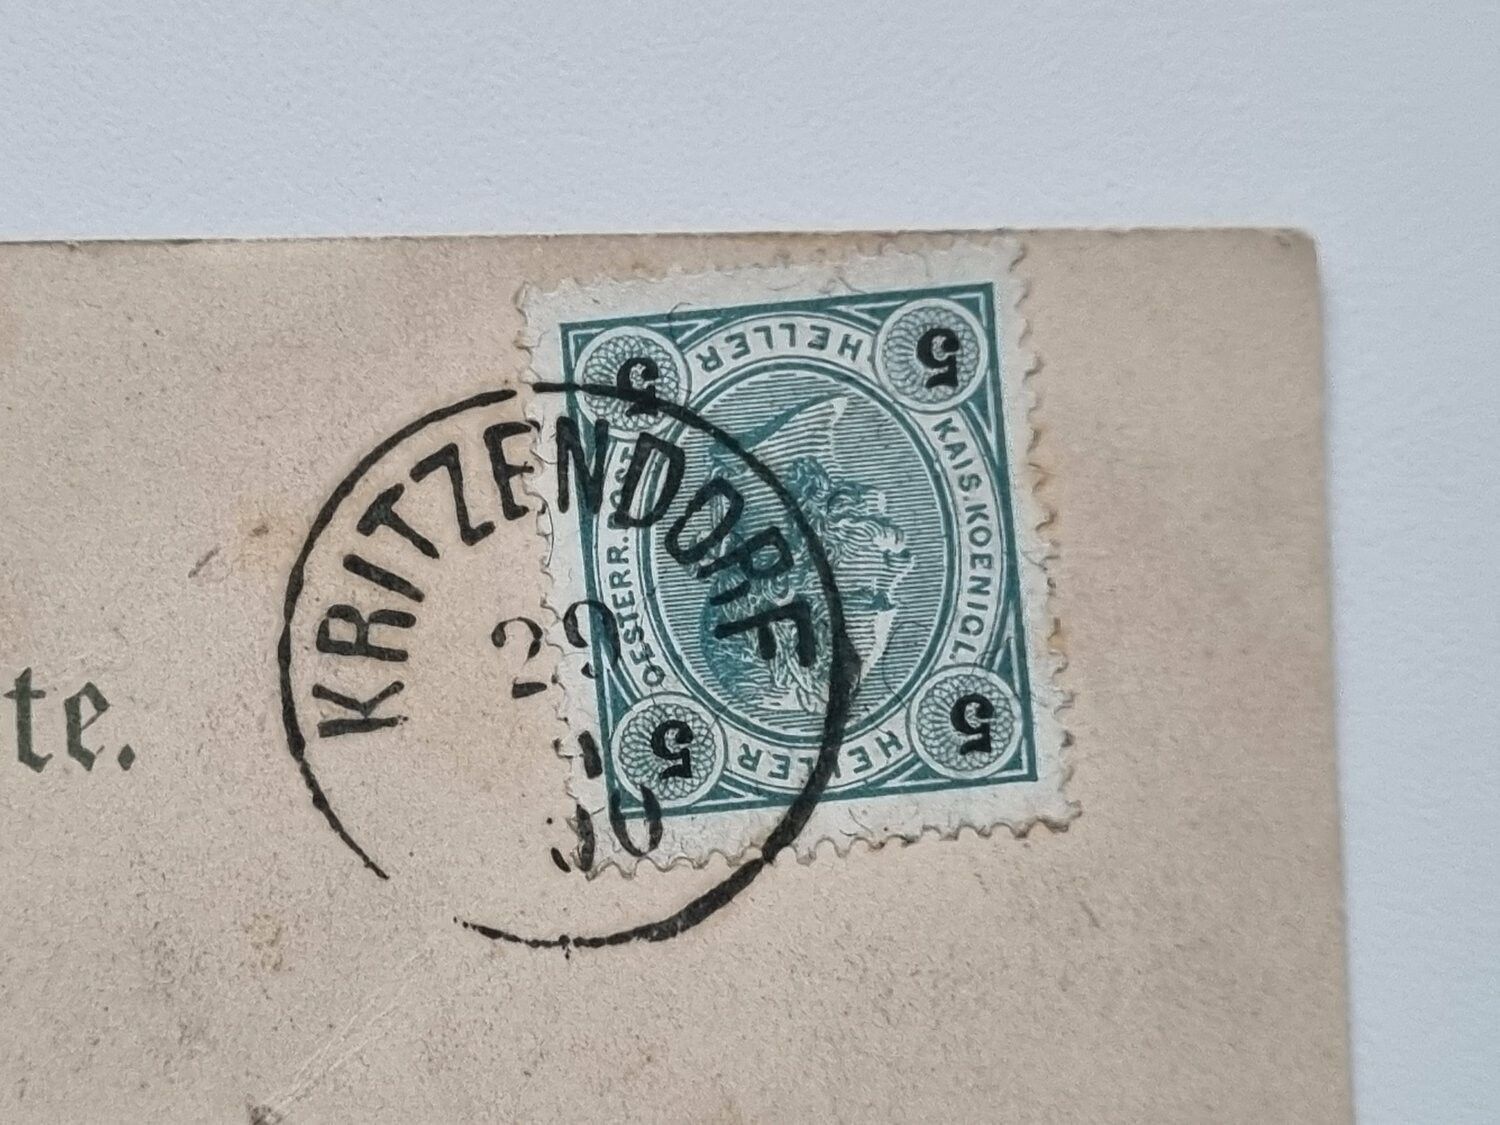 te.
KRITZENDORF
5
5
5
5
HELLER
HELLER
KAIS. KOENIGL.
OESTERR. POST